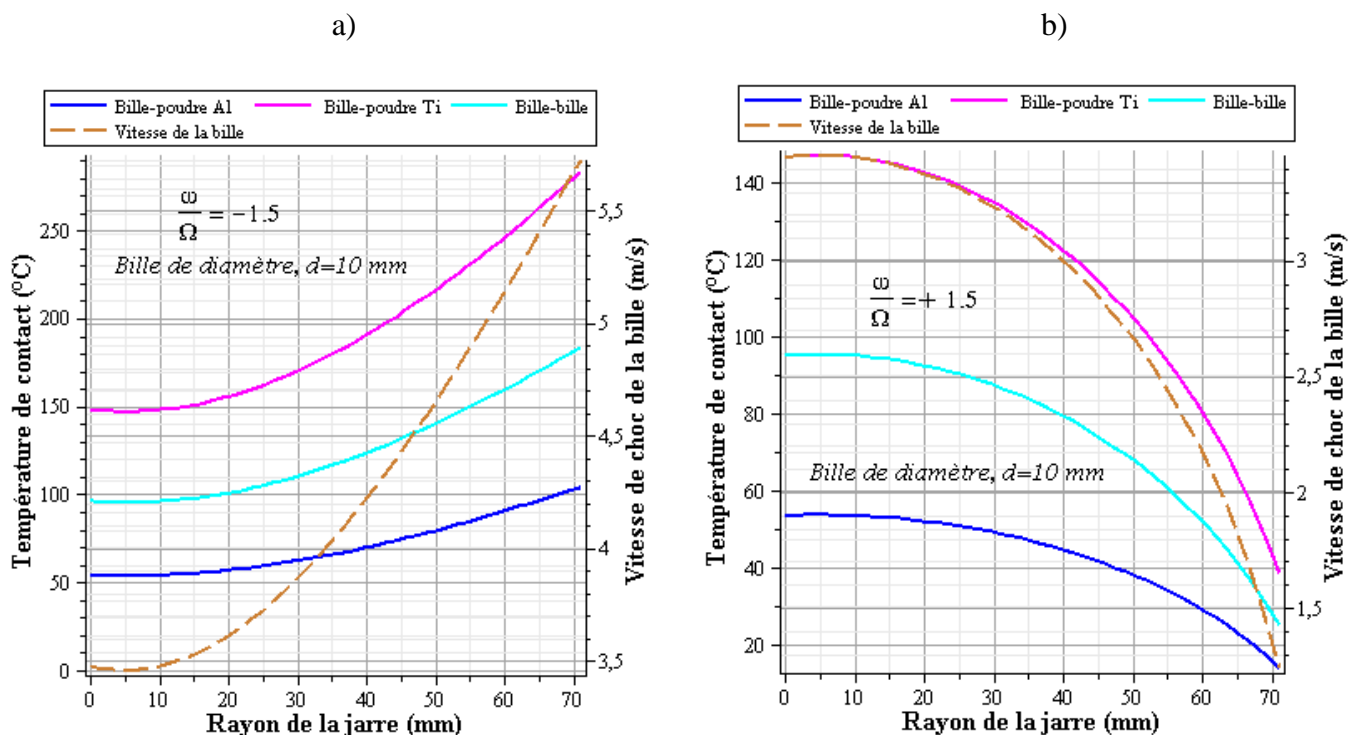 a)
b)
Bille-poudre Al
Bille-poudre Ti
Bille-bille
Vitesse de la bille
Température de contact (°C)
250
200
150
100
50
0
ω
Ω
= −1.5
Bille de diamètre, d=10 mm
5,5
5
4,5
4
3,5
Vitesse de choc de la bille (m/s)
0 10 20 30 40 50 60 70
Rayon de la jarre (mm)
Bille-poudre Al
Bille-poudre Ti
Bille-bille
Vitesse de la bille
Température de contact (°C)
140
120
100
80
60
40
20
ω
Ω
=+ 1.5
Bille de diamètre, d=10 mm
3
2,5
2
1,5
Vitesse de choc de la bille (m/s)
0 10 20 30 40 50 60 70
Rayon de la jarre (mm)